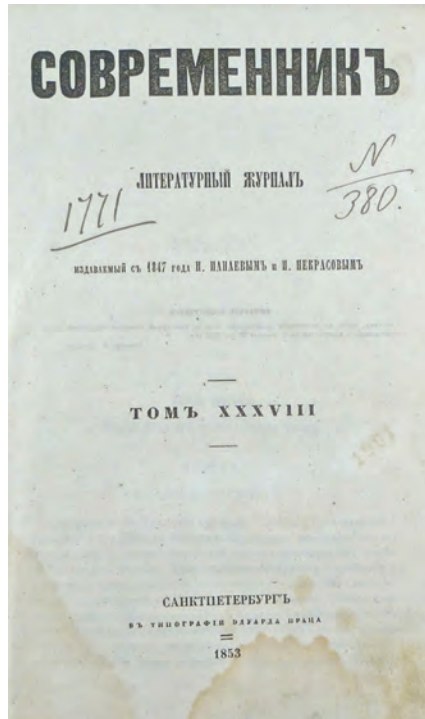 СОВРЕМЕННИКЪ
ЛИТЕРАТУРНЫЙ ЖУРНАЛЪ
N
1771
380.
ИЗДАВАЕМЫЙ СЪ 1847 ГОДА И. ПАНАЕВЫМЪ И Н. НЕКРАСОВЫМЪ
ТОМЪ XXXVIII
САНКТПЕТЕРБУРГЪ
ВЪ ТИПОГРАФІИ ЭДУАРДА ПРАЦА
1853